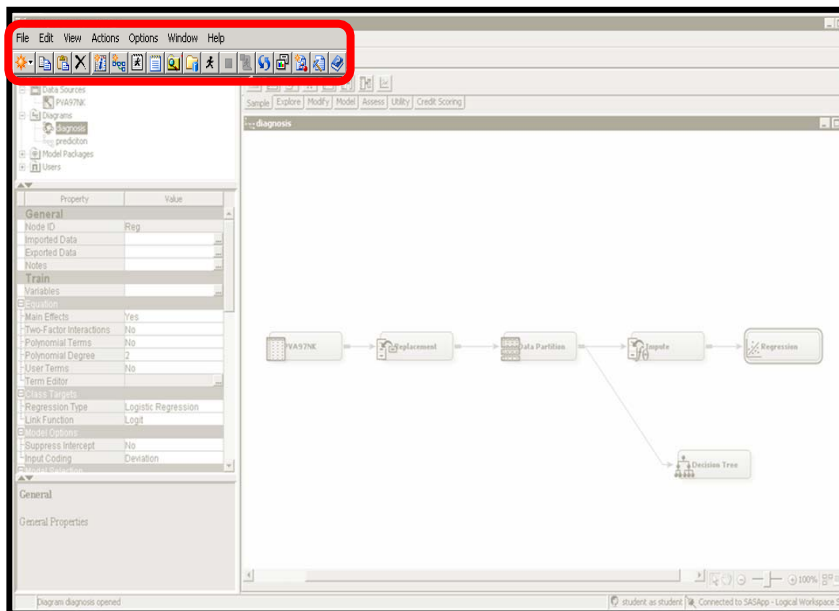 File Edit View Actions Options Window Help
Data Sources
PVA97NK
Diagrams
diagnosis
prediciton
Model Packages
Users
Sample Explore Modify Model Assess Utility Credit Scoring
diagnosis
Property Value
General
Node ID Reg
Imported Data ...
Exported Data ...
Notes ...
Train
Variables ...
Equation
Main Effects Yes
Two-Factor Interactions No
Polynomial Terms No
Polynomial Degree 2
User Terms No
Term Editor ...
Class Targets
Regression Type Logistic Regression
Link Function Logit
Model Options
Suppress Intercept No
Input Coding Deviation
Model Selection
General
General Properties
PVA97NK
Replacement
Data Partition
Impute
Regression
Decision Tree
100%
Diagram diagnosis opened
student as student Connected to SASApp - Logical Workspace S